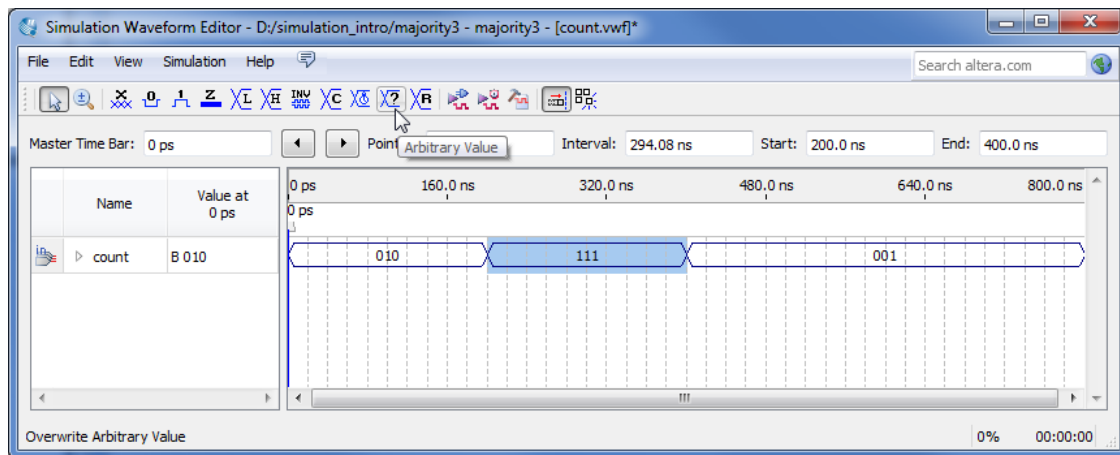 Simulation Waveform Editor - D:/simulation_intro/majority3 - majority3 - [count.vwf]*
File Edit View Simulation Help Search altera.com
Master Time Bar: 0 ps Interval: 294.08 ns Start: 200.0 ns End: 400.0 ns
Arbitrary Value
Name Value at 0 ps
0 ps 160.0 ns 320.0 ns 480.0 ns 640.0 ns 800.0 ns
0 ps
count B 010 010 111 001
Overwrite Arbitrary Value 0% 00:00:00